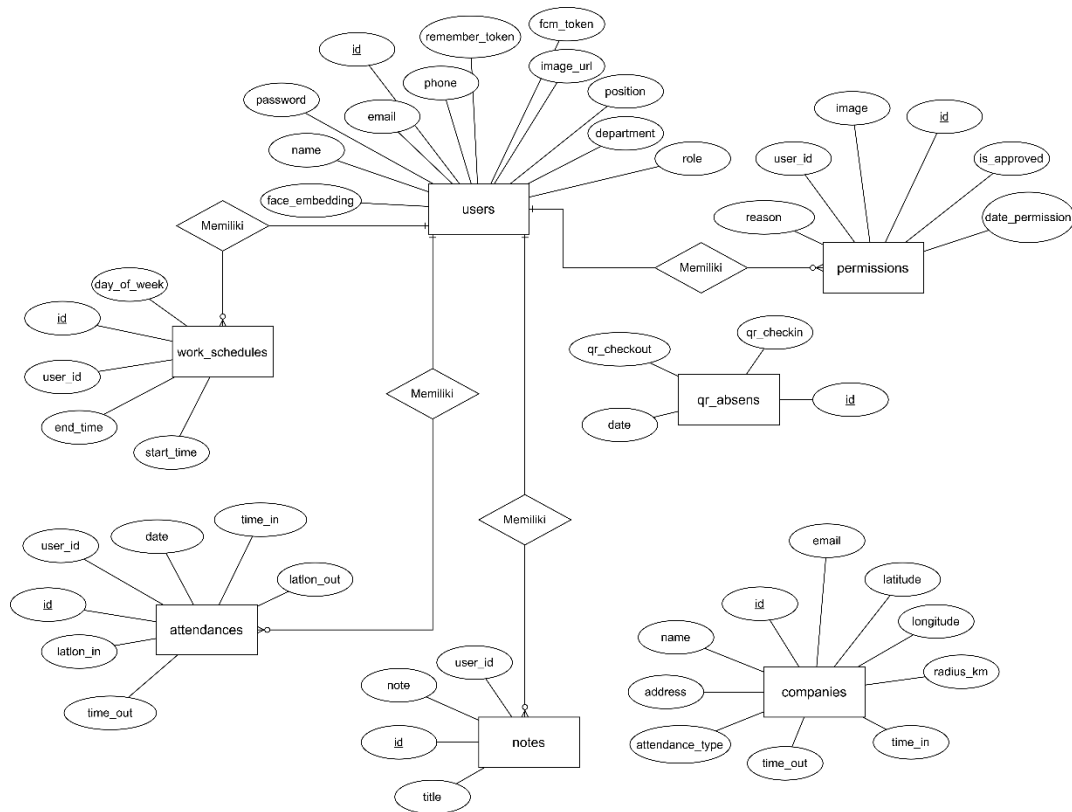 fcm_token
remember_token
id
image_url
phone
password
email
position
name
department
face_embedding
role
users
image
id
user_id
is_approved
reason
date_permission
permissions
Memiliki
Memiliki
day_of_week
id
work_schedules
user_id
end_time
start_time
Memiliki
qr_checkin
qr_checkout
qr_absens
id
date
Memiliki
time_in
date
user_id
latlon_out
id
attendances
latlon_in
time_out
user_id
note
id
notes
title
email
latitude
id
longitude
name
radius_km
address
companies
attendance_type
time_in
time_out